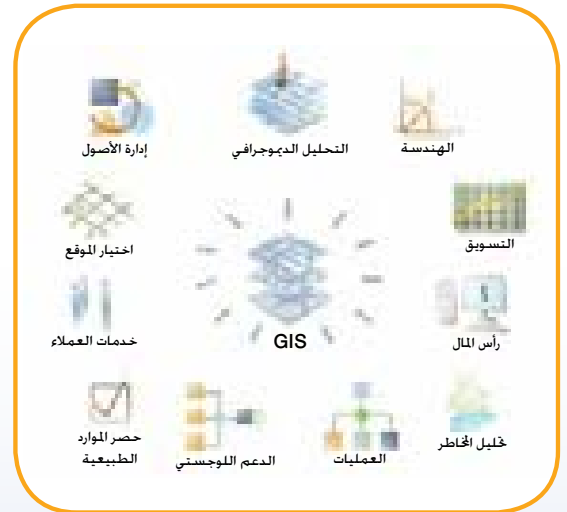 الهندسة
التحليل الديموجرافي
إدارة الأصول
التسويق
اختيار الموقع
رأس المال
خدمات العملاء
GIS
تحليل المخاطر
العمليات
الدعم اللوجستي
حصر الموارد
الطبيعية